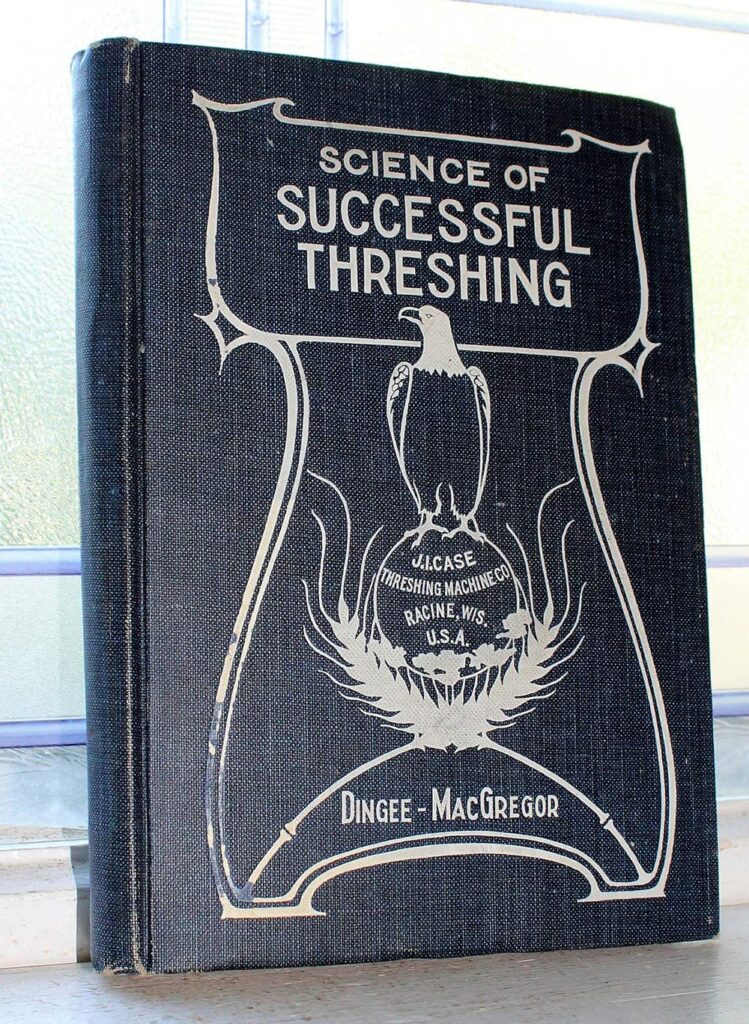 SCIENCE OF
SUCCESSFUL
THRESHING
J.I.CASE
THRESHING MACHINE CO
RACINE, WIS.
U.S.A.
DINGEE - MACGREGOR